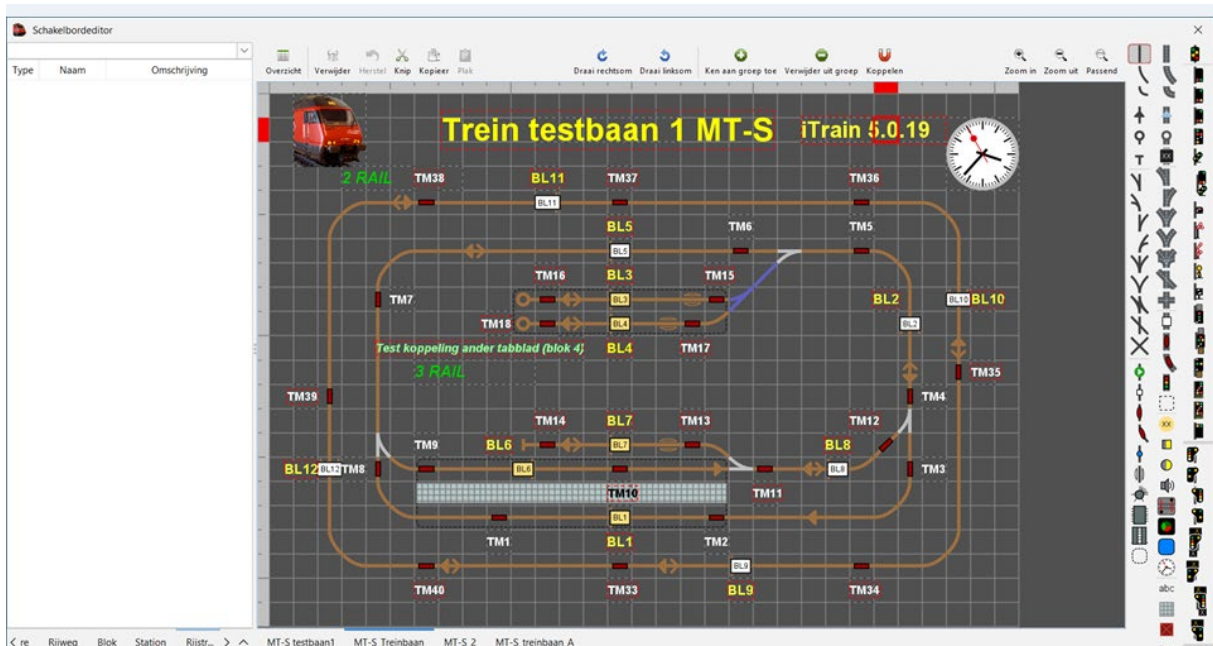 Schakelbordeditor
Type Naam Omschrijving
Overzicht Verwijder Herstel Knip Kopieer Plak Draai rechtsom Draai linksom Ken aan groep toe Verwijder uit groep Koppelen Zoom in Zoom uit Passend
Trein testbaan 1 MT-S iTrain 5.0.19
2 RAIL TM38 BL11 TM37 TM36
BL11
BL5 TM6 TM5
BL5
TM16 BL3 TM15
TM7 BL3 BL2 BL10 BL10
TM18 BL4 BL2
Test koppeling ander tabblad (blok 4) BL4 TM17
3 RAIL TM35
TM39 TM4
TM14 BL7 TM13 TM12
TM9 BL6 BL7 BL8
BL12 BL12 TM8 BL6 BL8 TM3
TM10 TM11
BL1
TM1 BL1 TM2
BL9
TM40 TM33 BL9 TM34
T
XX
abc
< re Rijweg Blok Station Rijstr... > MT-S testbaan1 MT-S Treinbaan MT-S 2 MT-S treinbaan A